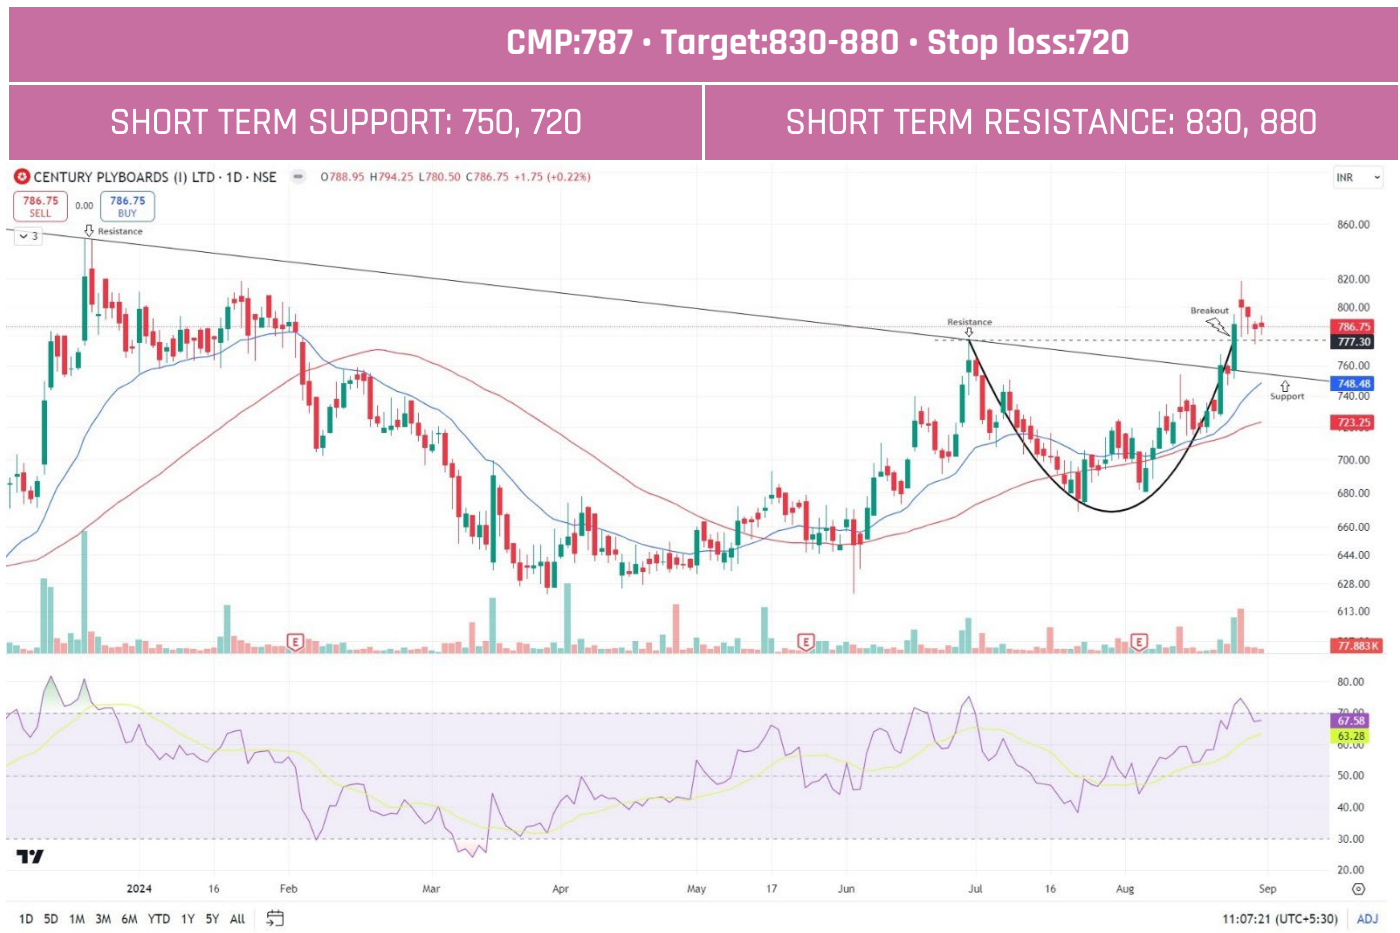 CMP:787 • Target:830-880 • Stop loss:720
SHORT TERM SUPPORT: 750, 720
SHORT TERM RESISTANCE: 830, 880
CENTURY PLYBOARDS (I) LTD · 1D · NSE O788.95 H794.25 L780.50 C786.75 +1.75 (+0.22%)
INR
786.75 SELL 0.00 786.75 BUY
3
Resistance
Resistance
Breakout
Support
860.00
820.00
800.00
786.75
777.30
760.00
748.48
740.00
723.25
700.00
680.00
660.00
644.00
628.00
613.00
77.883K
E E E
80.00
70.00
67.58
63.28
60.00
50.00
40.00
30.00
20.00
2024 16 Feb Mar Apr May 17 Jun Jul 16 Aug Sep
1D 5D 1M 3M 6M YTD 1Y 5Y All 11:07:21 (UTC+5:30) ADJ